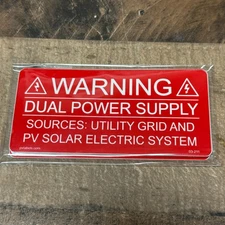 WARNING
DUAL POWER SUPPLY
SOURCES: UTILITY GRID AND
PV SOLAR ELECTRIC SYSTEM